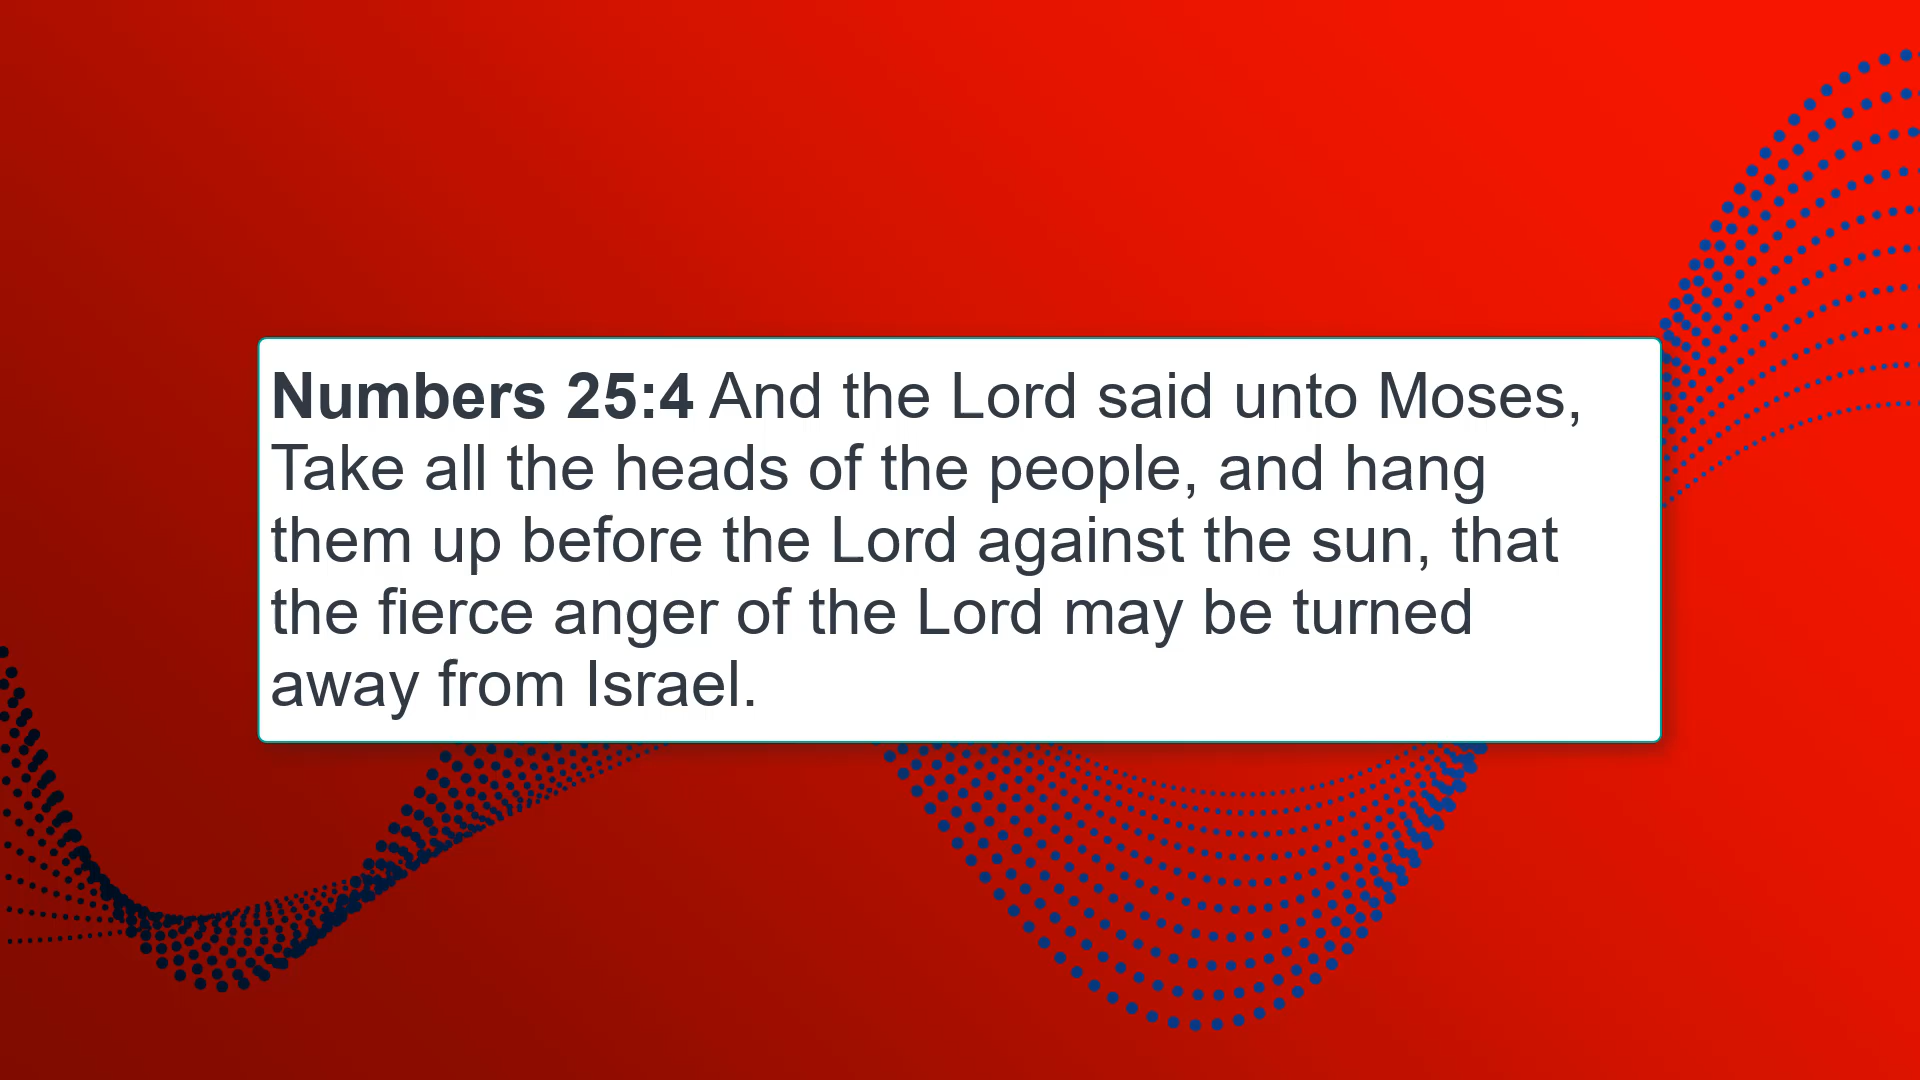 Numbers 25:4 And the Lord said unto Moses,
Take all the heads of the people, and hang
them up before the Lord against the sun, that
the fierce anger of the Lord may be turned
away from Israel.